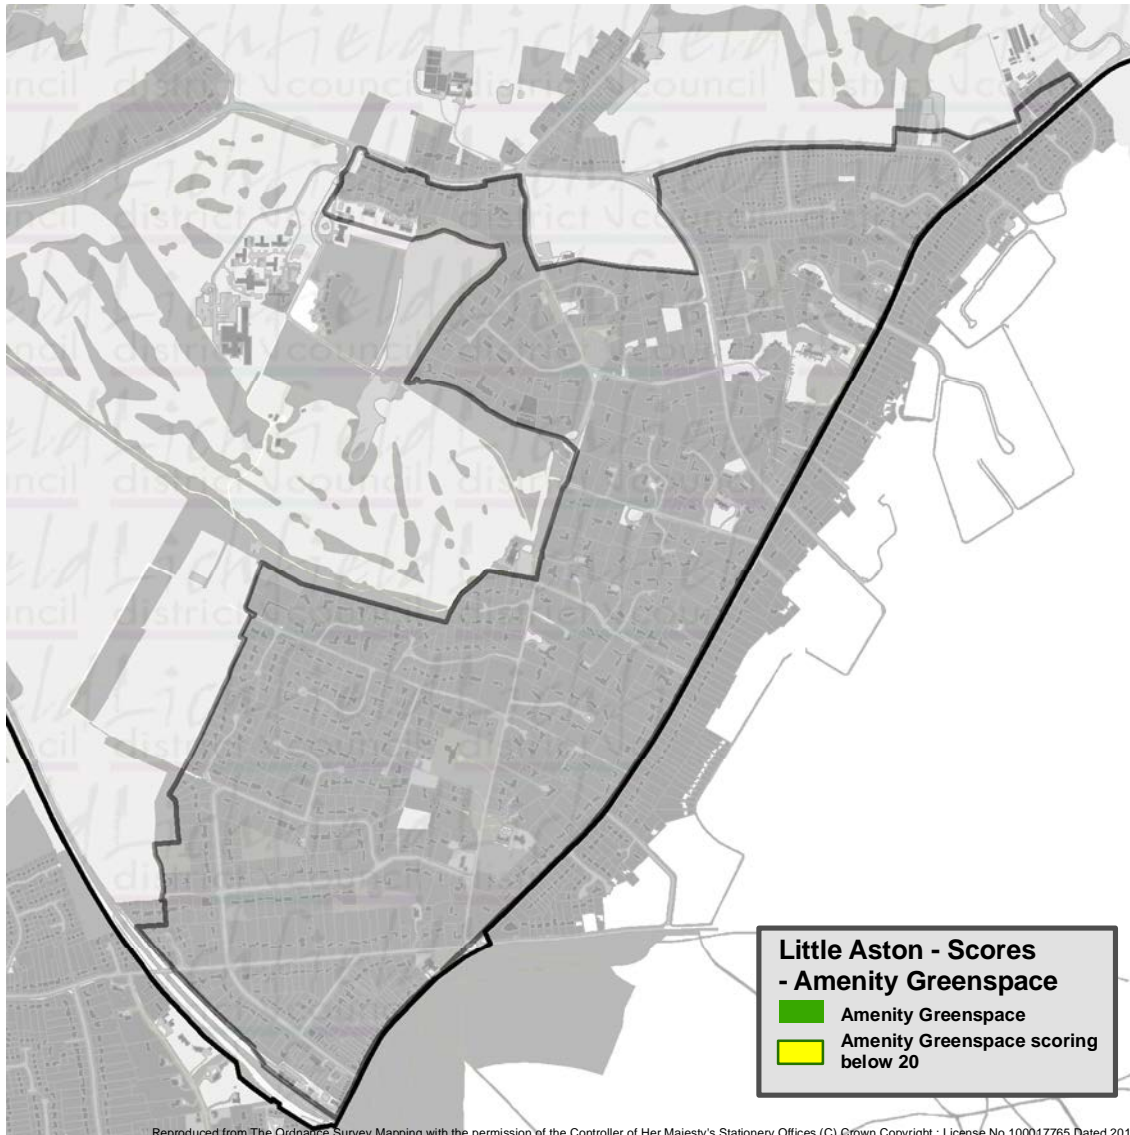 Little Aston - Scores
- Amenity Greenspace
Amenity Greenspace
Amenity Greenspace scoring
below 20
Reproduced from The Ordnance Survey Mapping with the permission of the Controller of Her Majesty's Stationery Offices (C) Crown Copyright : License No 100017765 Dated 201